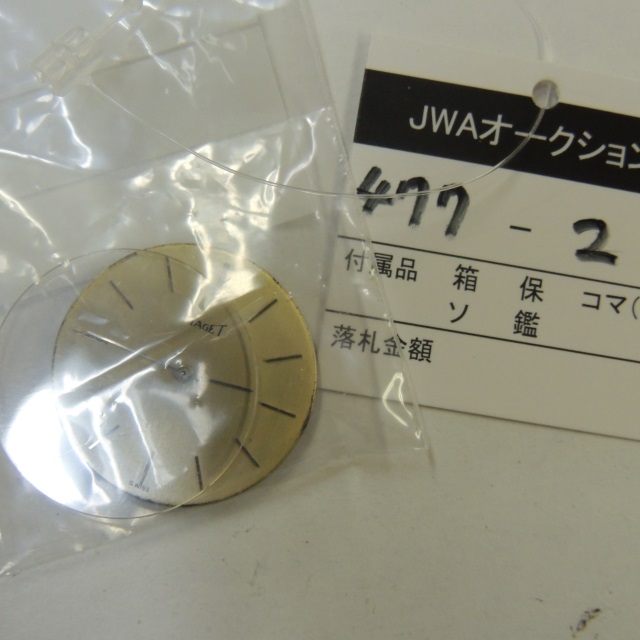 JWAオークション
477-2
付属品 箱 保 コマ(
ソ 鑑
落札金額
AGET